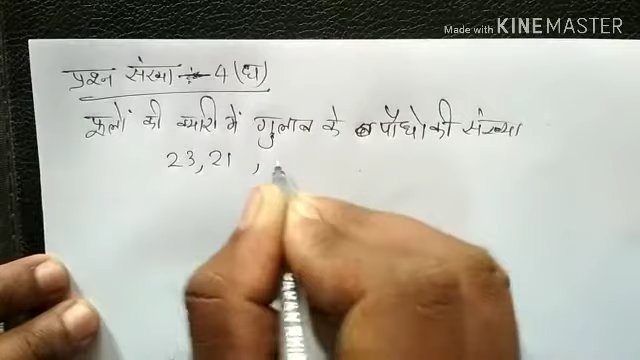 Made with KINEMASTER
प्रश्न संख्या :- 4 (घ)
फूलों की क्यारी में गुलाब के पौधो की संख्या
23, 21 ,